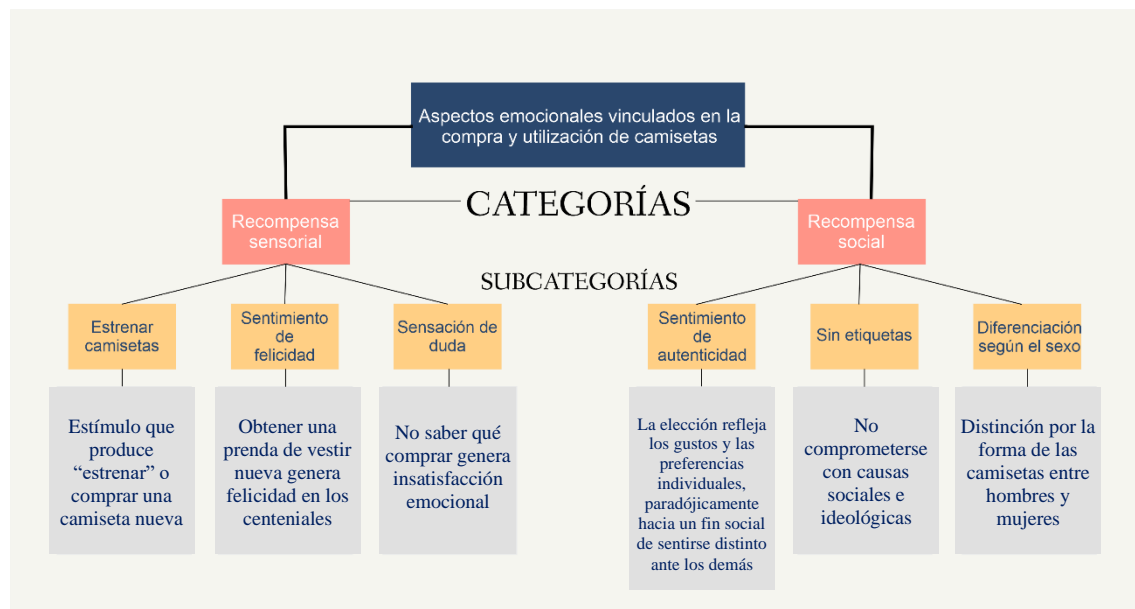 Aspectos emocionales vinculados en la
compra y utilización de camisetas
CATEGORÍAS
Recompensa
sensorial
Recompensa
social
SUBCATEGORÍAS
Estrenar
camisetas
Sentimiento
de
felicidad
Sensación de
duda
Sentimiento
de
autenticidad
Sin etiquetas
Diferenciación
según el sexo
Estímulo que
produce
“estrenar” o
comprar una
camiseta nueva
Obtener una
prenda de vestir
nueva genera
felicidad en los
centeniales
No saber qué
comprar genera
insatisfacción
emocional
La elección refleja
los gustos y las
preferencias
individuales,
paradójicamente
hacia un fin social
de sentirse distinto
ante los demás
No
comprometerse
con causas
sociales e
ideológicas
Distinción por la
forma de las
camisetas entre
hombres y
mujeres